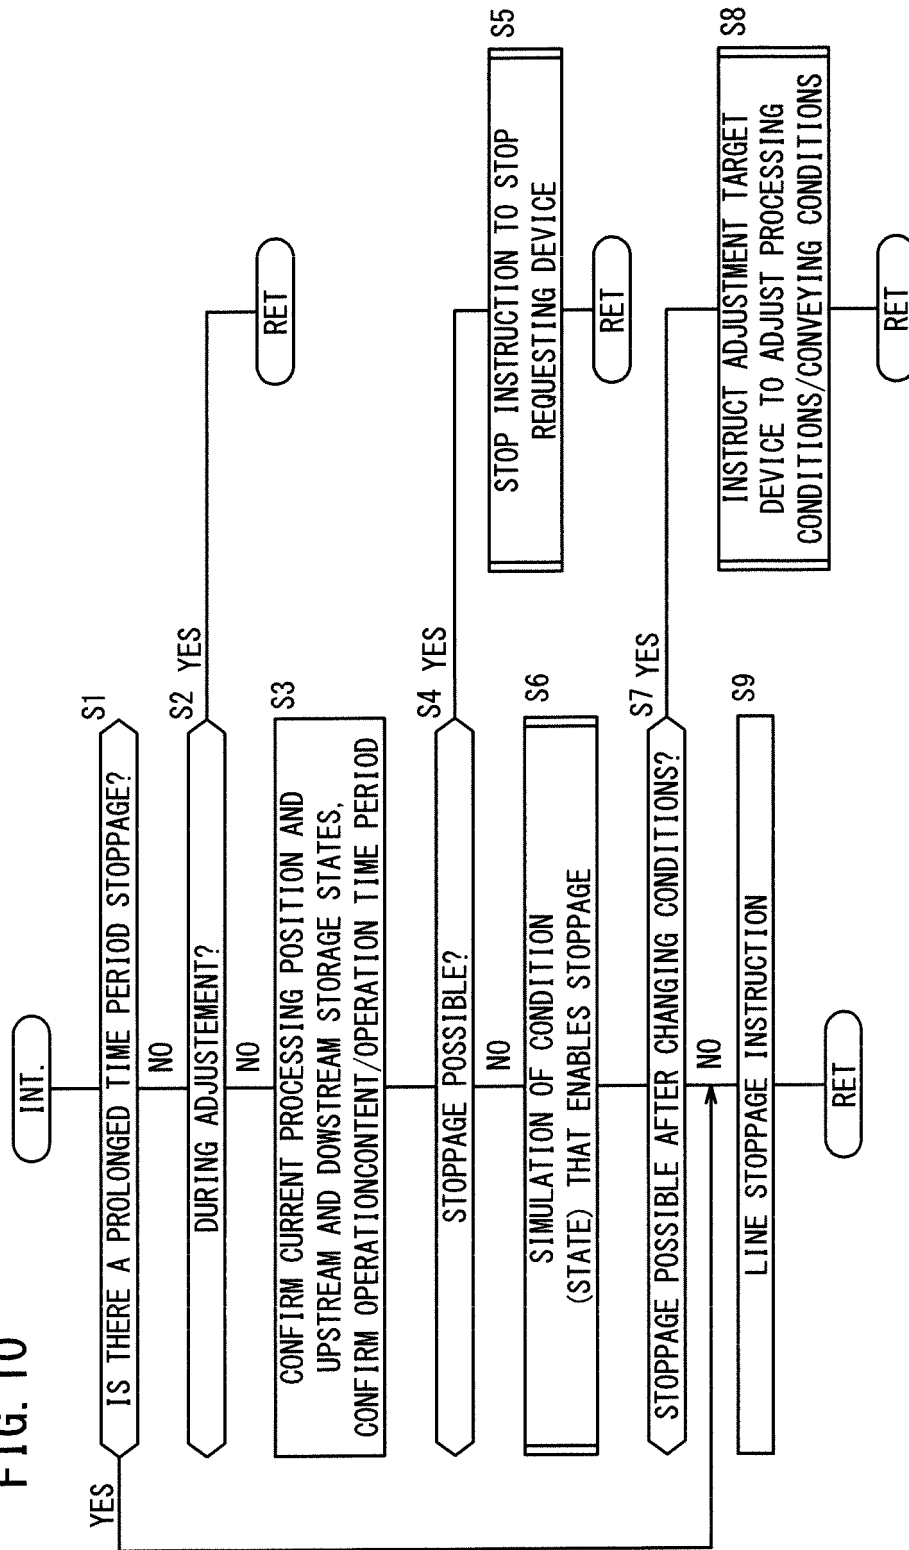 FIG. 10
INT.
IS THERE A PROLONGED TIME PERIOD STOPPAGE?
S1
YES
NO
DURING ADJUSTEMENT?
S2
YES
RET
NO
CONFIRM CURRENT PROCESSING POSITION AND
UPSTREAM AND DOWSTREAM STORAGE STATES,
CONFIRM OPERATIONCONTENT/OPERATION TIME PERIOD
S3
STOPPAGE POSSIBLE?
S4
YES
STOP INSTRUCTION TO STOP
REQUESTING DEVICE
S5
RET
NO
SIMULATION OF CONDITION
(STATE) THAT ENABLES STOPPAGE
S6
STOPPAGE POSSIBLE AFTER CHANGING CONDITIONS?
S7
YES
INSTRUCT ADJUSTMENT TARGET
DEVICE TO ADJUST PROCESSING
CONDITIONS/CONVEYING CONDITIONS
S8
RET
NO
LINE STOPPAGE INSTRUCTION
S9
RET